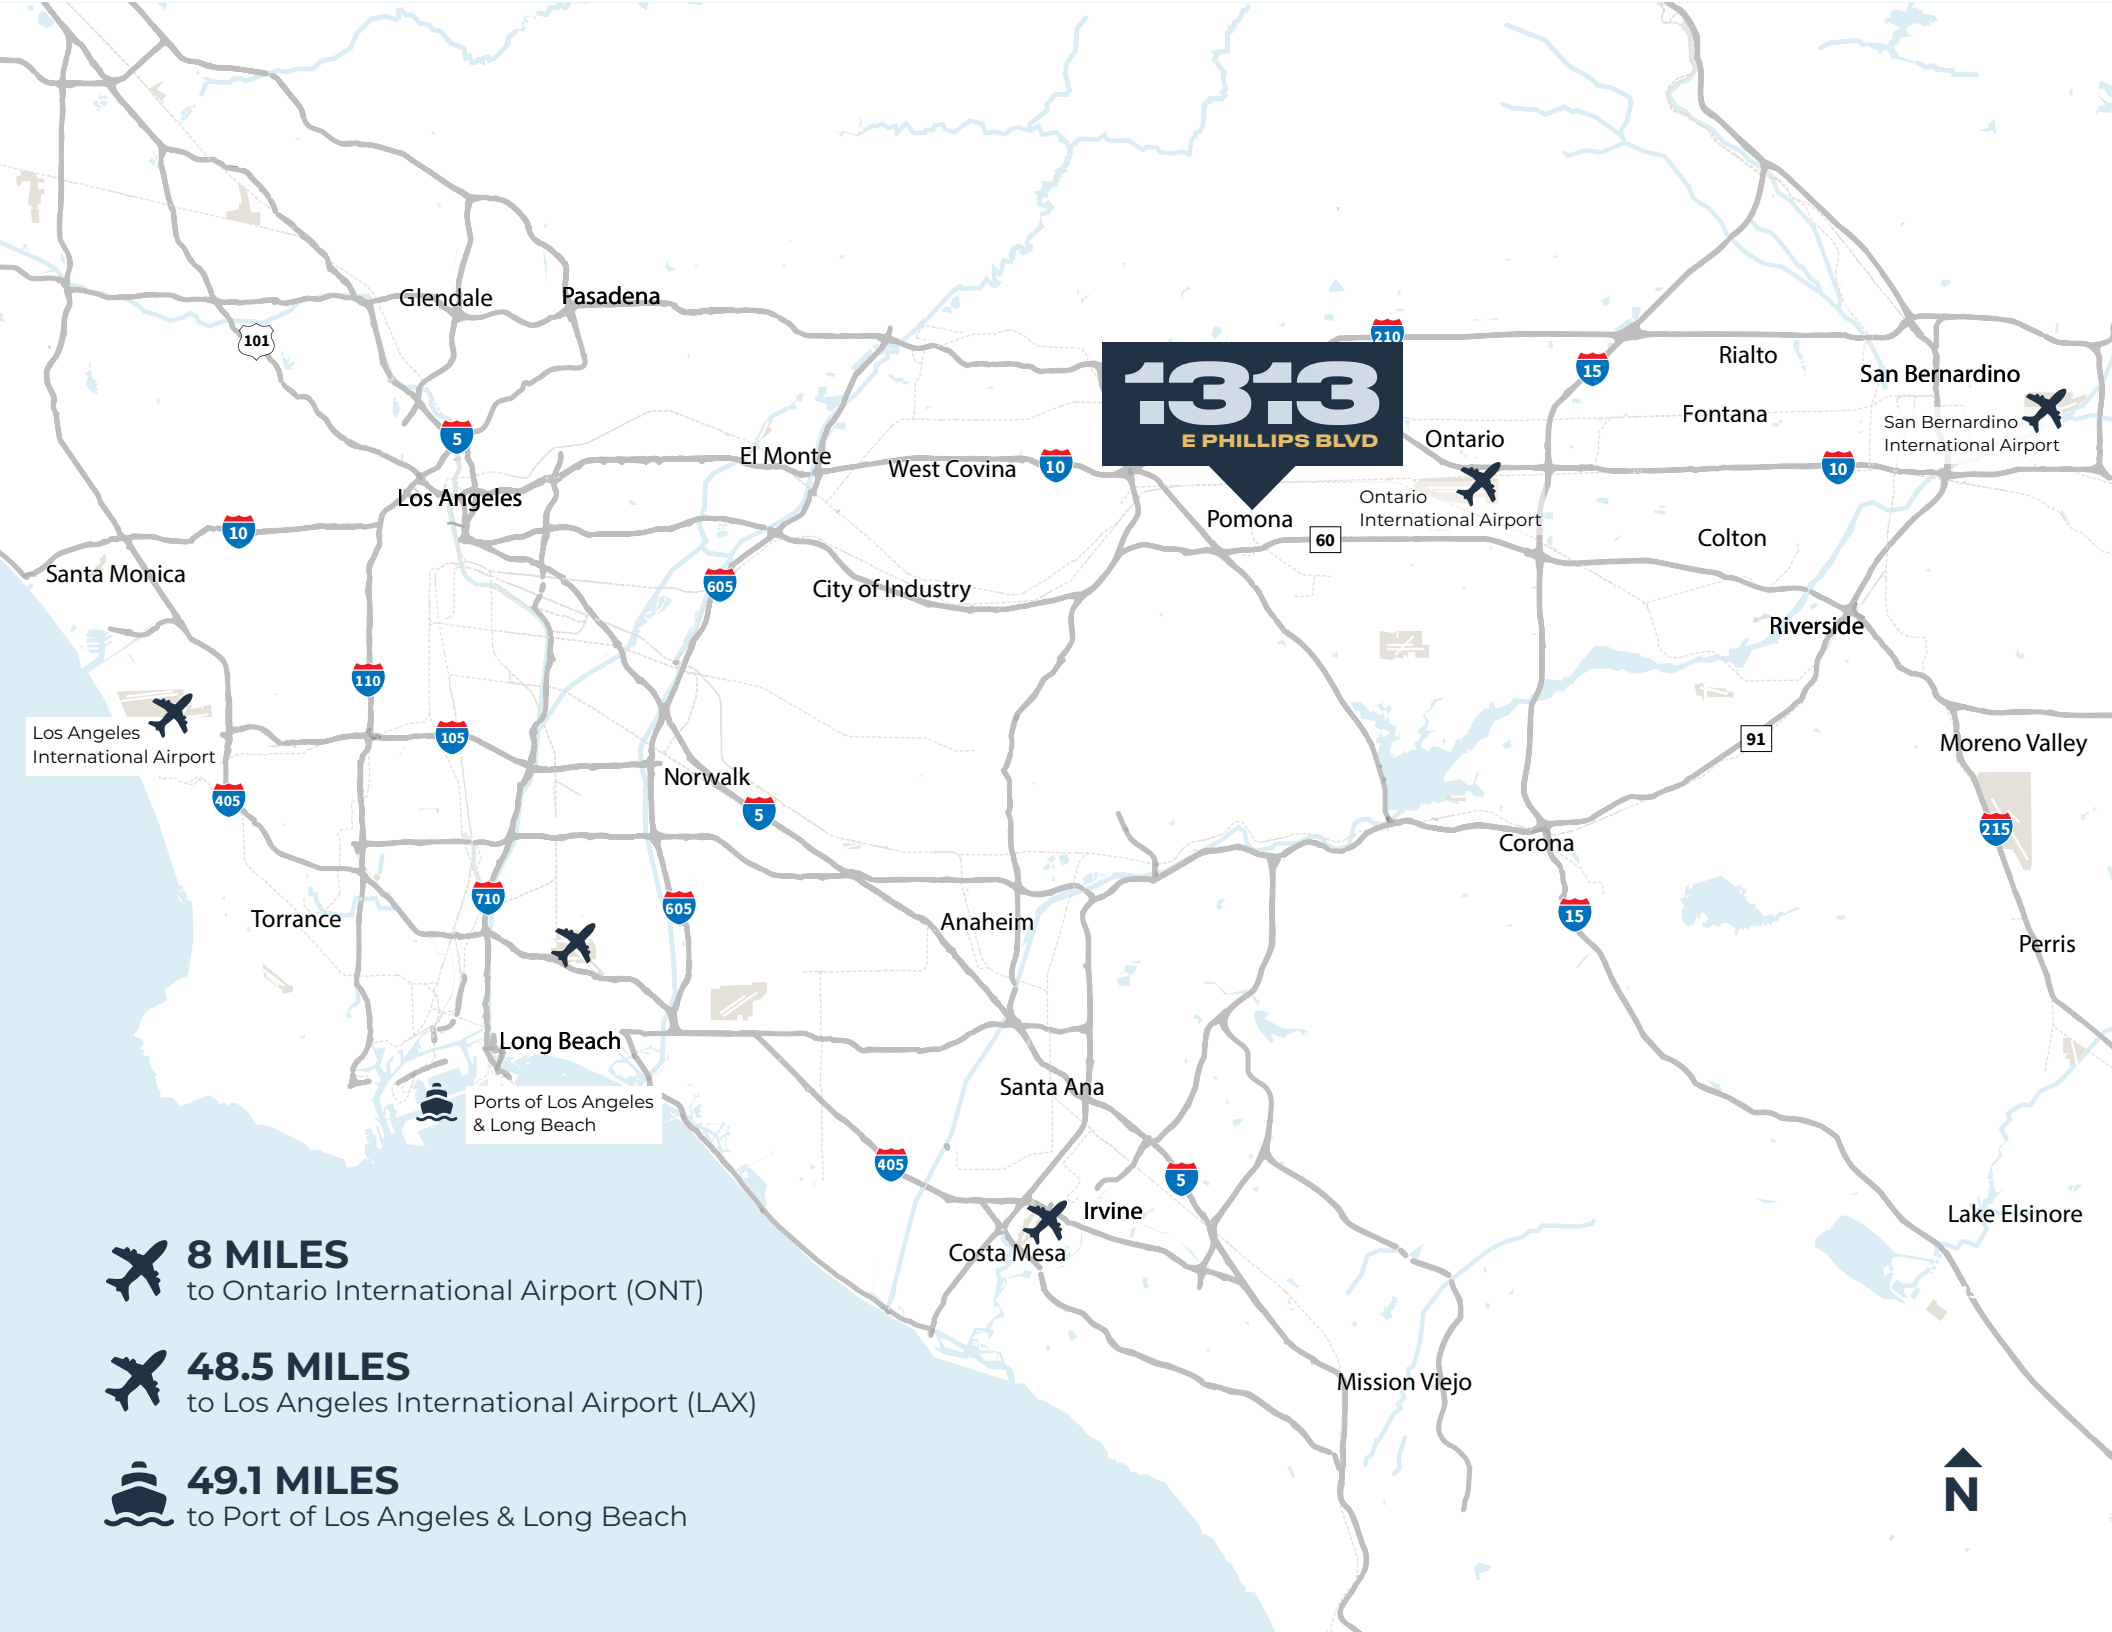 Glendale
Pasadena
101
210
15
Rialto
San Bernardino
1313
E PHILLIPS BLVD
Fontana
San Bernardino
International Airport
5
El Monte
West Covina
10
Ontario
10
Los Angeles
Ontario
International Airport
Pomona
60
10
Colton
Santa Monica
605
City of Industry
Riverside
110
Los Angeles
International Airport
105
91
Moreno Valley
Norwalk
405
5
215
Corona
710
605
15
Torrance
Anaheim
Perris
Long Beach
Ports of Los Angeles
& Long Beach
Santa Ana
405
5
Irvine
Lake Elsinore
Costa Mesa
8 MILES
to Ontario International Airport (ONT)
48.5 MILES
to Los Angeles International Airport (LAX)
Mission Viejo
49.1 MILES
to Port of Los Angeles & Long Beach
N